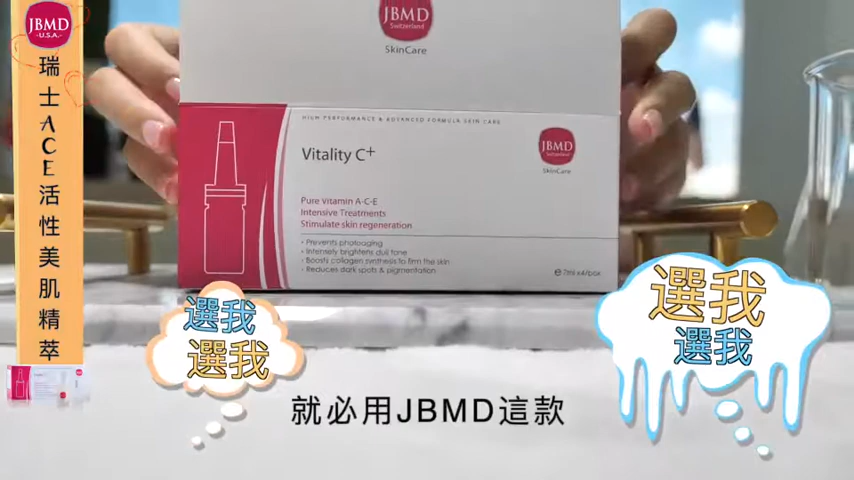 JBMD
U.S.A.
瑞士ACE活性美肌精萃
JBMD
Switzerland
SkinCare
HIGH PERFORMANCE & ADVANCED FORMULA SKIN CARE
Vitality C+
JBMD
Switzerland
SkinCare
Pure Vitamin A-C-E
Intensive Treatments
Stimulate skin regeneration
· Prevents photoaging
· Intensely brightens dull tone
· Boosts collagen synthesis to firm the skin
· Reduces dark spots & pigmentation
e 7ml x4/box
選我
選我
選我
選我
就必用JBMD這款